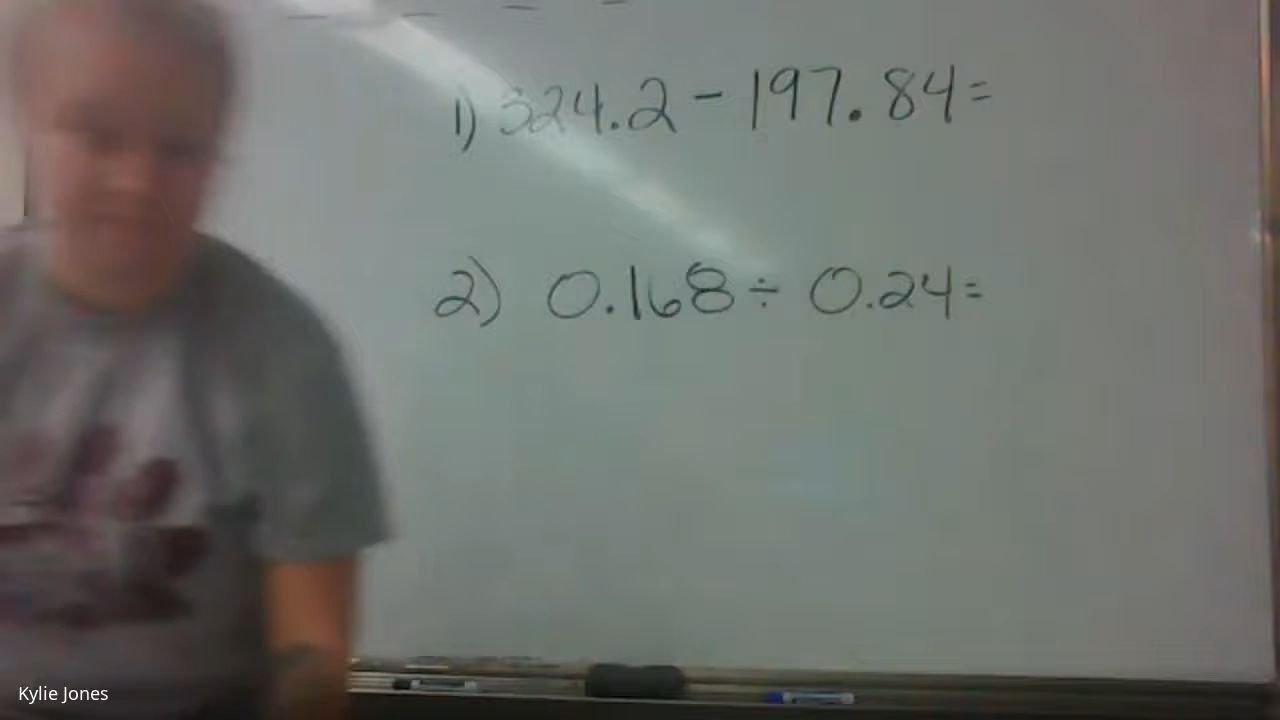 1) 324.2 - 197.84=
2) 0.168 ÷ 0.24=
Kylie Jones